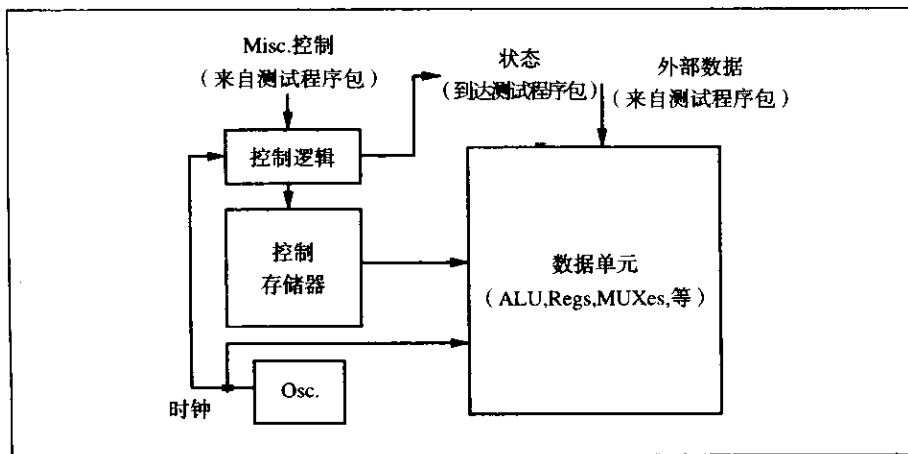 Misc.控制
（来自测试程序包）
状态
（到达测试程序包）
外部数据
（来自测试程序包）
控制逻辑
控制
存储器
数据单元
（ALU,Regs,MUXes,等）
Osc.
时钟